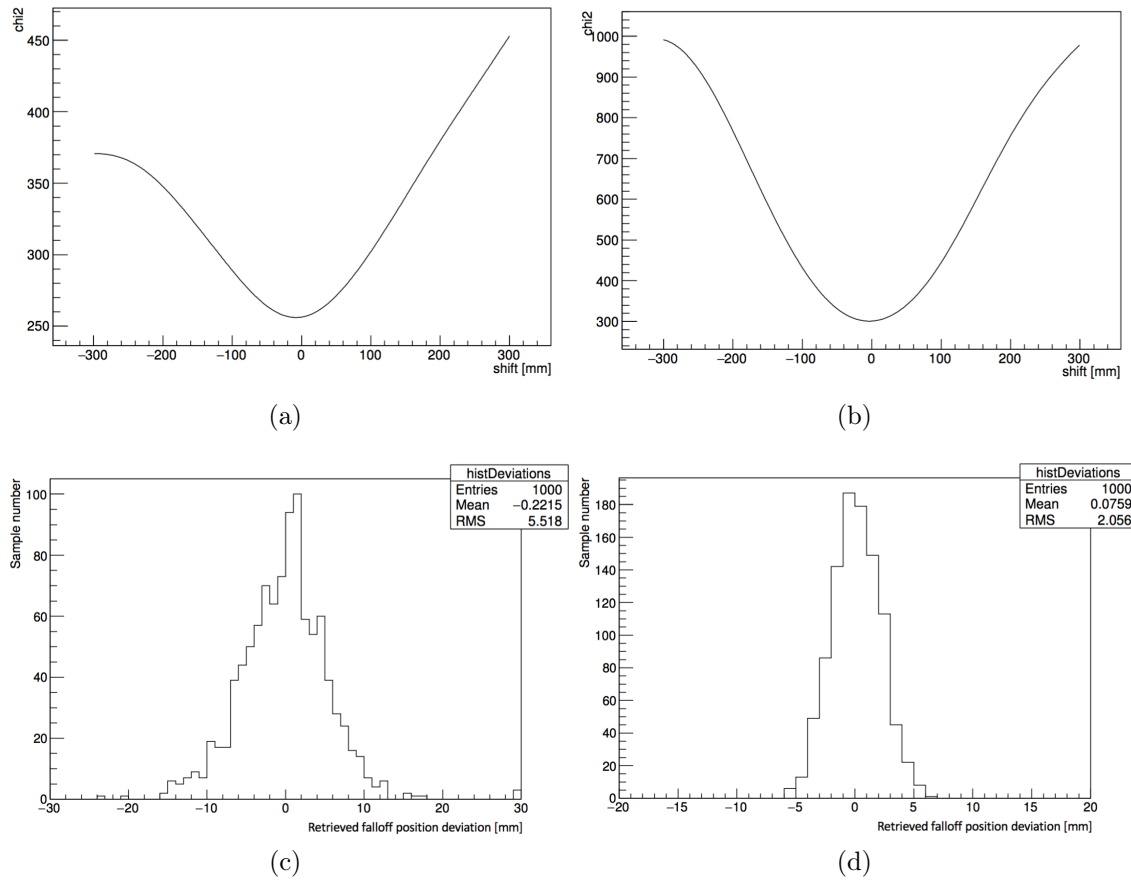 chi2
450
400
350
300
250
−300 −200 −100 0 100 200 300
shift [mm]
(a)
chi2
1000
900
800
700
600
500
400
300
−300 −200 −100 0 100 200 300
shift [mm]
(b)
histDeviations
Entries 1000
Mean −0.2215
RMS 5.518
Sample number
100
80
60
40
20
0
−30 −20 −10 0 10 20 30
Retrieved falloff position deviation [mm]
(c)
histDeviations
Entries 1000
Mean 0.0759
RMS 2.056
Sample number
180
160
140
120
100
80
60
40
20
0
−20 −15 −10 −5 0 5 10 15 20
Retrieved falloff position deviation [mm]
(d)